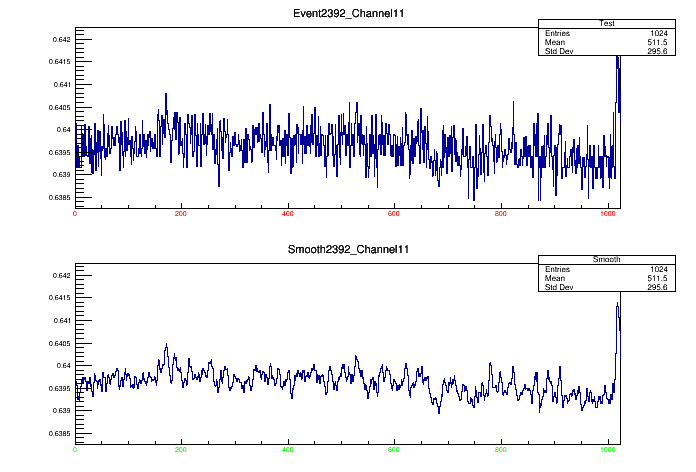 Event2392_Channel11
Test
Entries 1024
Mean 511.5
Std Dev 295.6
0.642
0.6415
0.641
0.6405
0.64
0.6395
0.639
0.6385
0 200 400 600 800 1000
Smooth2392_Channel11
Smooth
Entries 1024
Mean 511.5
Std Dev 295.6
0.642
0.6415
0.641
0.6405
0.64
0.6395
0.639
0.6385
0 200 400 600 800 1000